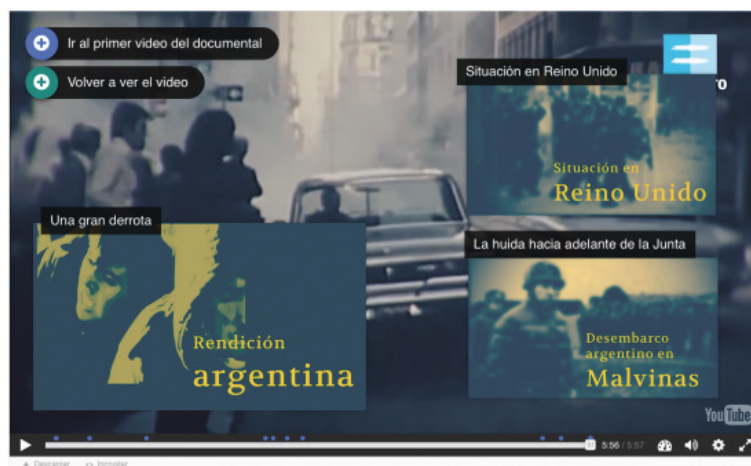 Ir al primer video del documental
Volver a ver el video
Situación en Reino Unido
Situación en
Reino Unido
Una gran derrota
Rendición
argentina
La huida hacia adelante de la Junta
Desembarco
argentino en
Malvinas
YouTube
5:56 / 5:57
Descargar